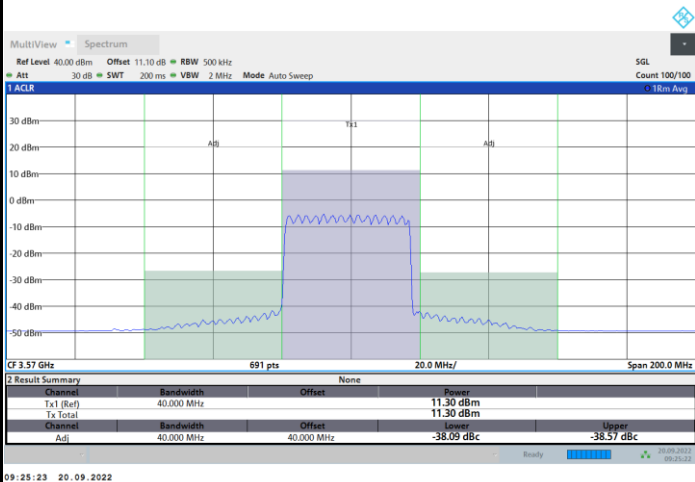 MultiView Spectrum
Ref Level 40.00 dBm Offset 11.10 dB RBW 500 kHz SGL
Att 30 dB SWT 200 ms VBW 2 MHz Mode Auto Sweep Count 100/100
1 ACLR 1Rm Avg
30 dBm
Tx1
20 dBm
Adj Adj
10 dBm
0 dBm
-10 dBm
-20 dBm
-30 dBm
-40 dBm
-50 dBm
CF 3.57 GHz 691 pts 20.0 MHz/ Span 200.0 MHz
2 Result Summary None
Channel Bandwidth Offset Power
Tx1 (Ref) 40.000 MHz 11.30 dBm
Tx Total 11.30 dBm
Channel Bandwidth Offset Lower Upper
Adj 40.000 MHz 40.000 MHz -38.09 dBc -38.57 dBc
Ready 20.09.2022
09:25:22
09:25:23 20.09.2022